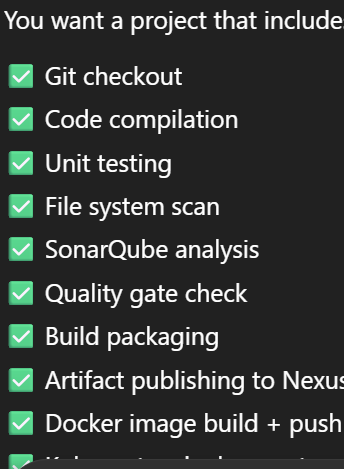 You want a project that include
✅ Git checkout
✅ Code compilation
✅ Unit testing
✅ File system scan
✅ SonarQube analysis
✅ Quality gate check
✅ Build packaging
✅ Artifact publishing to Nexus
✅ Docker image build + push